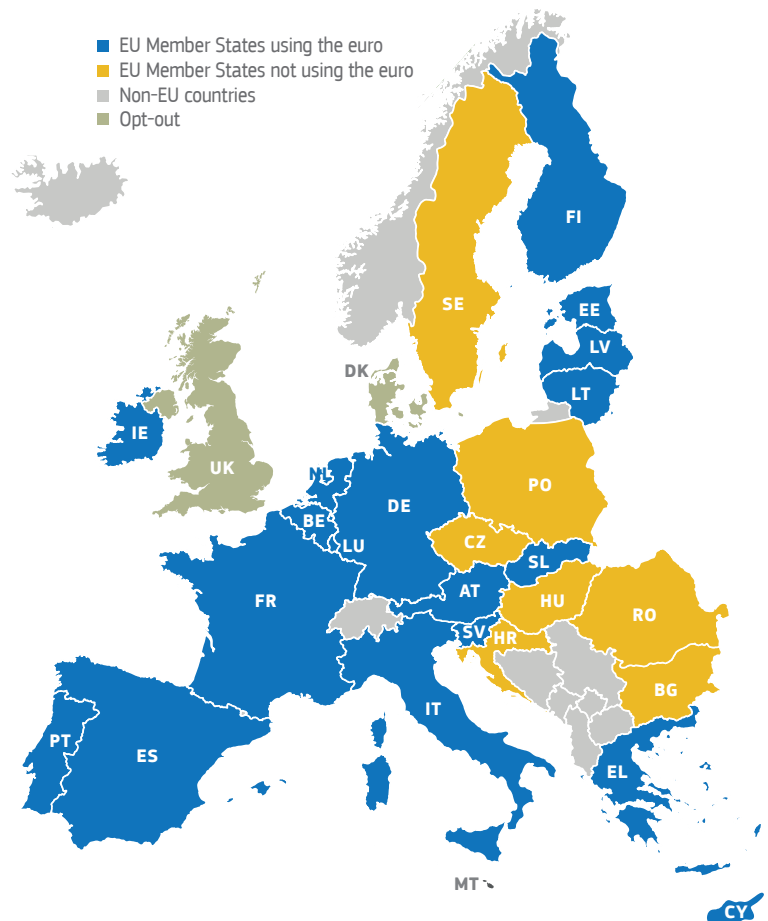 EU Member States using the euro
EU Member States not using the euro
Non-EU countries
Opt-out
FI
SE
EE
LV
DK
LT
IE
UK
NL
PO
DE
BE
CZ
LU
SL
AT
FR
HU
RO
SV
HR
BG
IT
PT
ES
EL
MT
CY